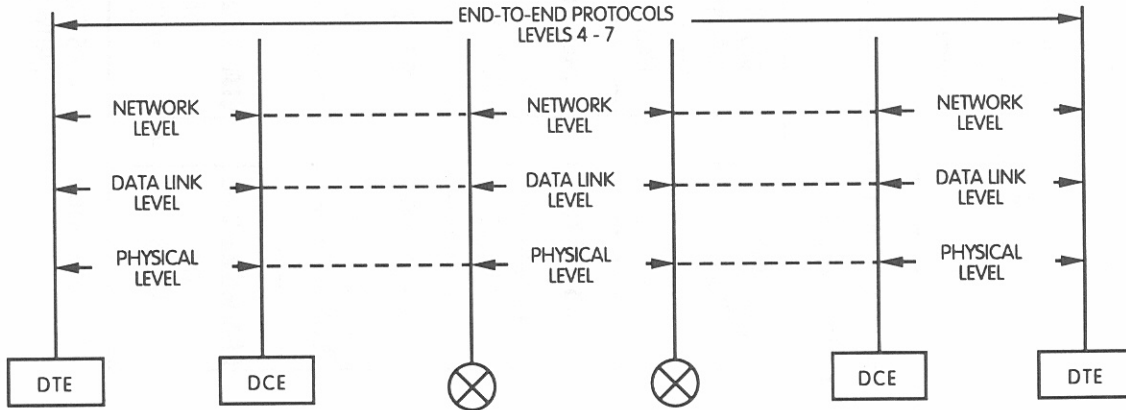 END-TO-END PROTOCOLS
LEVELS 4 - 7
NETWORK
LEVEL
NETWORK
LEVEL
NETWORK
LEVEL
DATA LINK
LEVEL
DATA LINK
LEVEL
DATA LINK
LEVEL
PHYSICAL
LEVEL
PHYSICAL
LEVEL
PHYSICAL
LEVEL
DTE
DCE
DCE
DTE